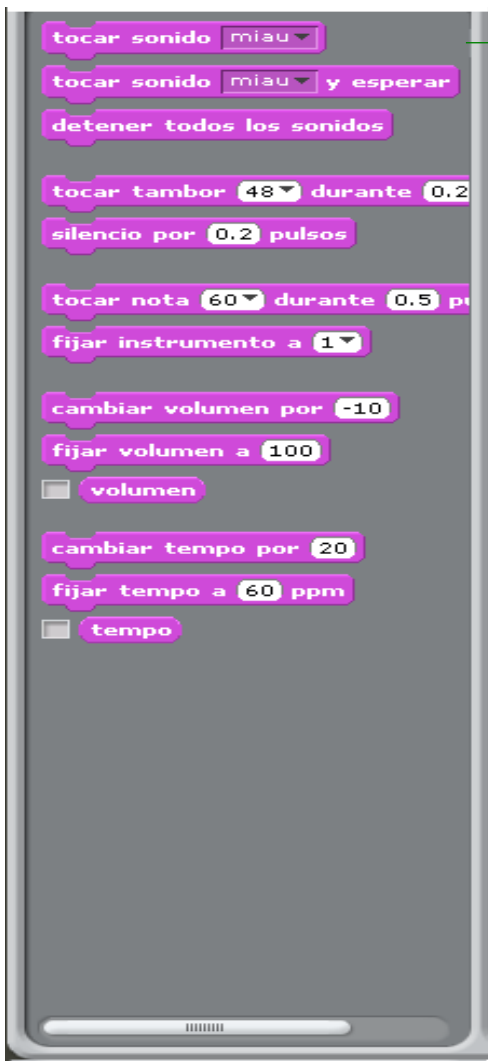 tocar sonido miau
tocar sonido miau y esperar
detener todos los sonidos
tocar tambor 48 durante 0.2
silencio por 0.2 pulsos
tocar nota 60 durante 0.5
fijar instrumento a 1
cambiar volumen por -10
fijar volumen a 100
volumen
cambiar tempo por 20
fijar tempo a 60 ppm
tempo